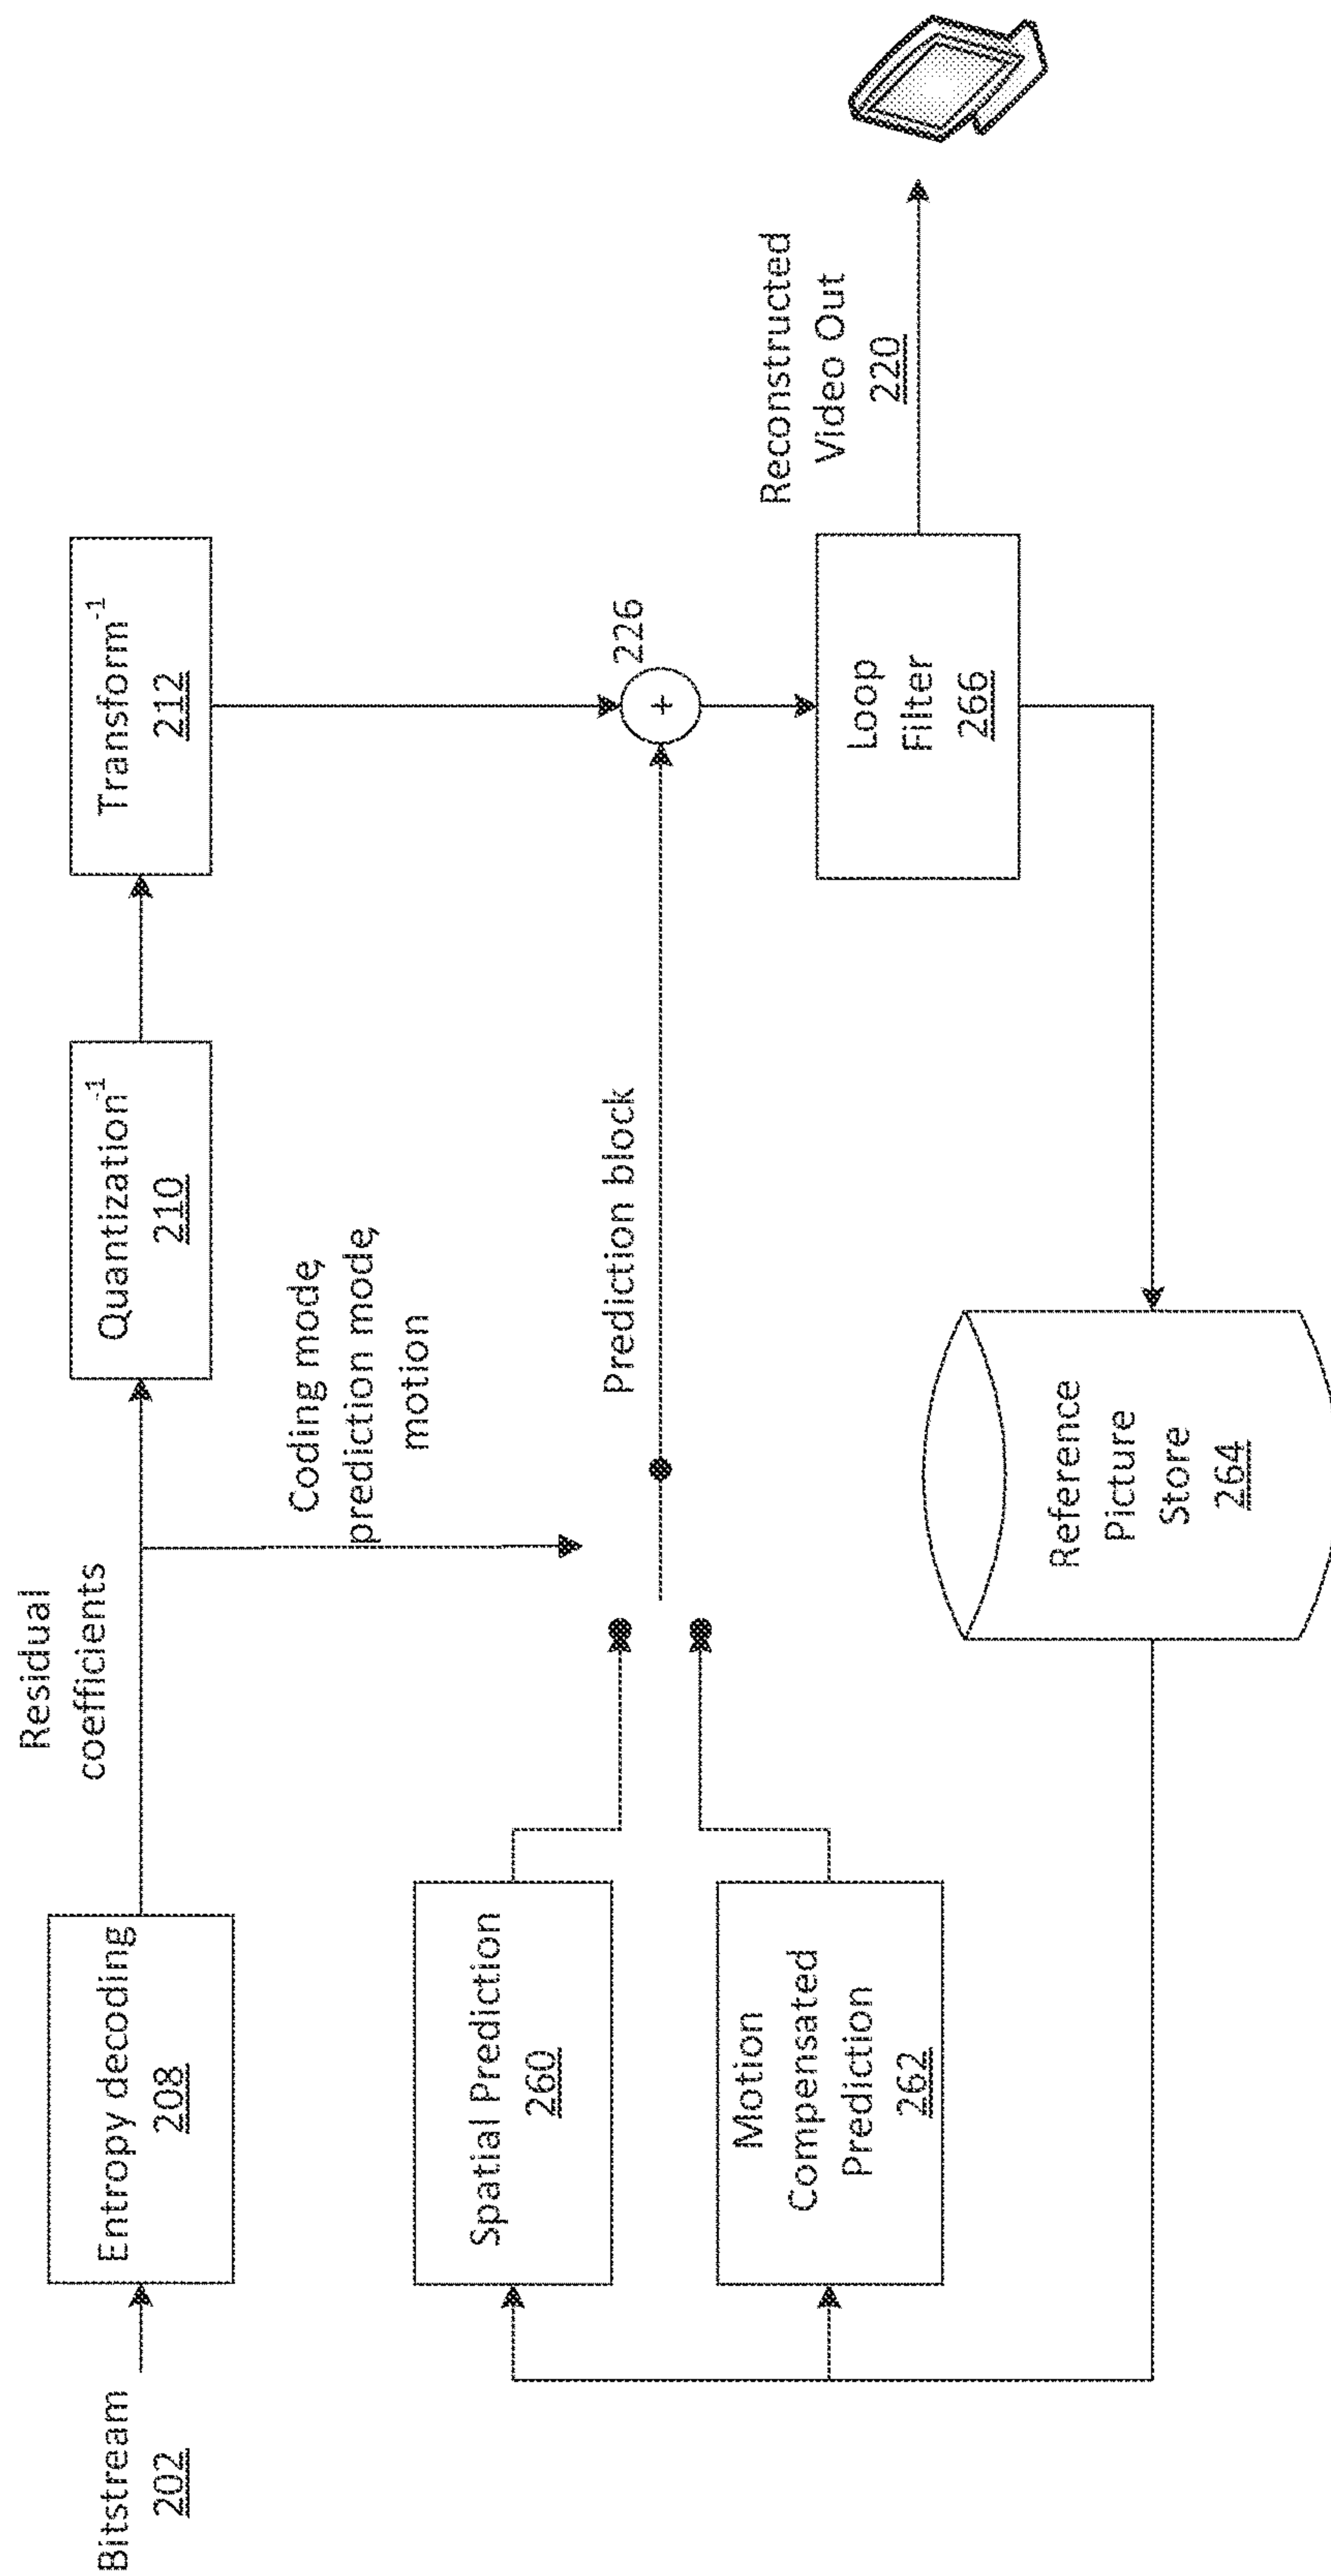 Bitstream
202
Entropy decoding
208
Residual
coefficients
Quantization-1
210
Transform-1
212
Coding mode,
prediction mode,
motion
Spatial Prediction
260
Motion
Compensated
Prediction
262
Prediction block
226
+
Loop
Filter
266
Reconstructed
Video Out
220
Reference
Picture
Store
264